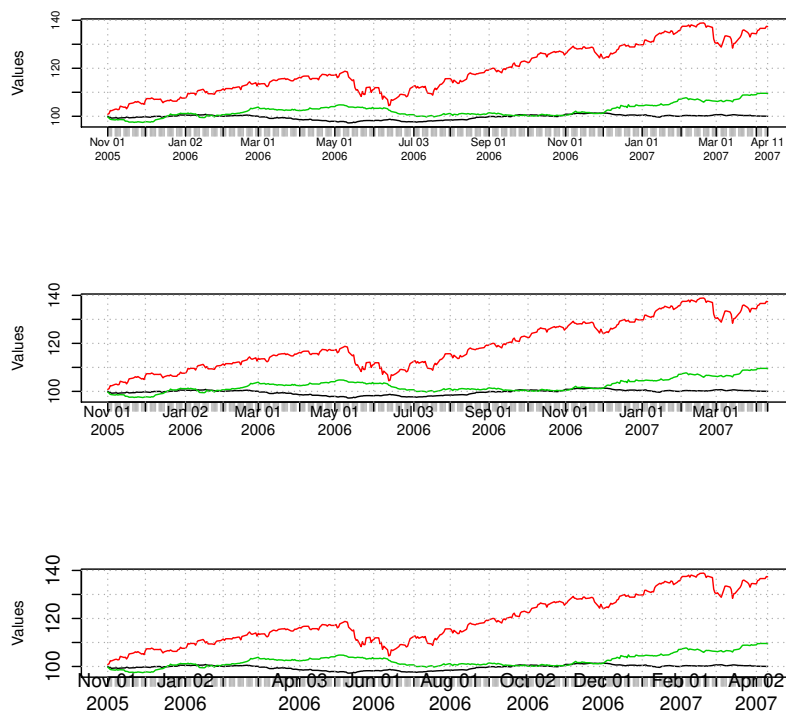 140
120
100
Values
Nov 01 Jan 02 Mar 01 May 01 Jul 03 Sep 01 Nov 01 Jan 01 Mar 01 Apr 11
2005 2006 2006 2006 2006 2006 2006 2007 2007 2007
140
120
100
Values
Nov 01 Jan 02 Mar 01 May 01 Jul 03 Sep 01 Nov 01 Jan 01 Mar 01
2005 2006 2006 2006 2006 2006 2006 2007 2007
140
120
100
Values
Nov 01 Jan 02 Apr 03 Jun 01 Aug 01 Oct 02 Dec 01 Feb 01 Apr 02
2005 2006 2006 2006 2006 2006 2006 2007 2007